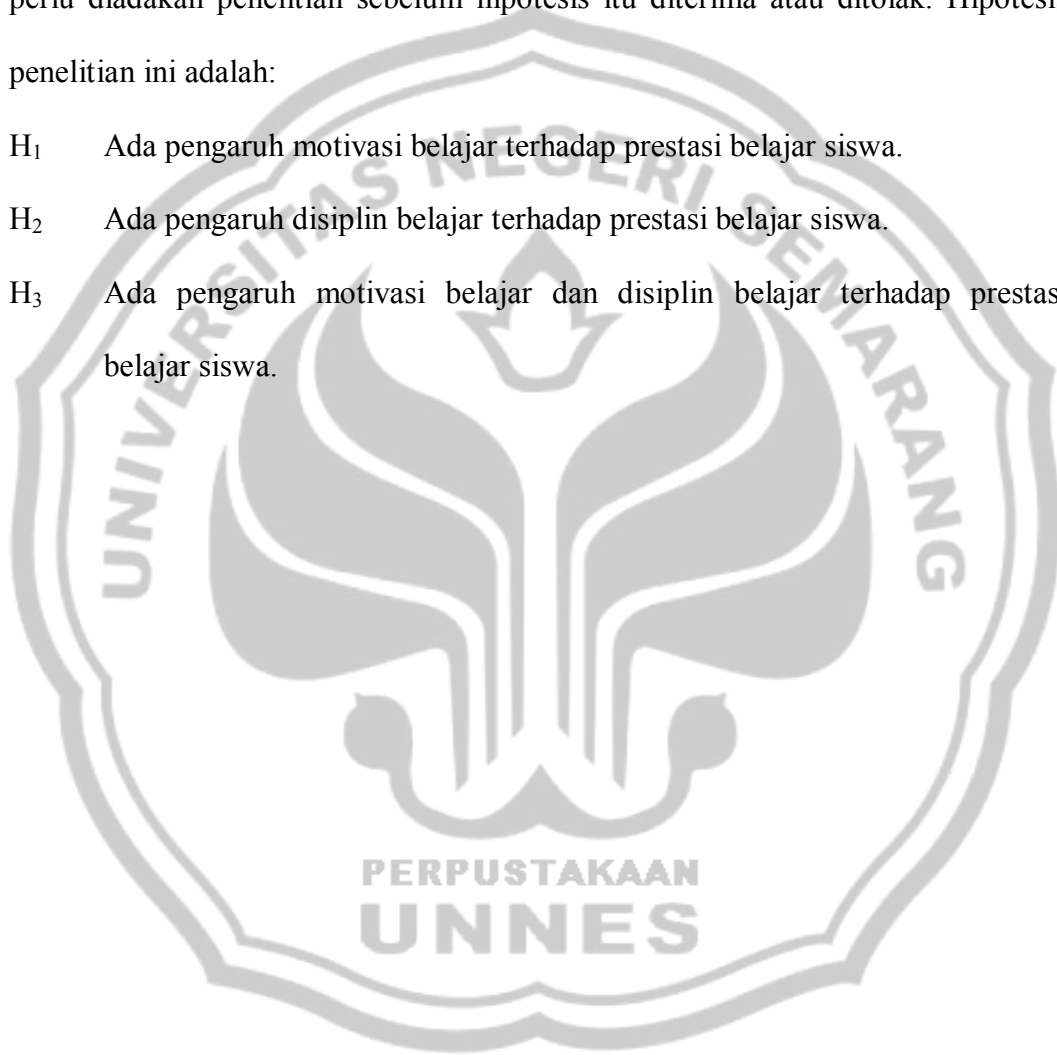 perlu diadakan penelitian sebelum hipotesis itu diterima atau ditolak. Hipotesis
penelitian ini adalah:
H₁ Ada pengaruh motivasi belajar terhadap prestasi belajar siswa.
H₂ Ada pengaruh disiplin belajar terhadap prestasi belajar siswa.
H₃ Ada pengaruh motivasi belajar dan disiplin belajar terhadap prestas
belajar siswa.
UNIVERSITAS NEGERI SEMARANG
PERPUSTAKAAN
UNNES